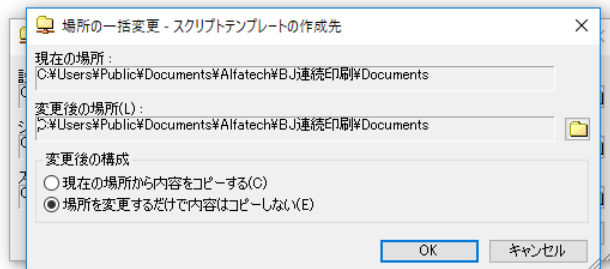 場所の一括変更 - スクリプトテンプレートの作成先
現在の場所 :
C:¥Users¥Public¥Documents¥Alfatech¥BJ連続印刷¥Documents
変更後の場所(L) :
C:¥Users¥Public¥Documents¥Alfatech¥BJ連続印刷¥Documents
変更後の構成
現在の場所から内容をコピーする(C)
場所を変更するだけで内容はコピーしない(E)
OK
キャンセル